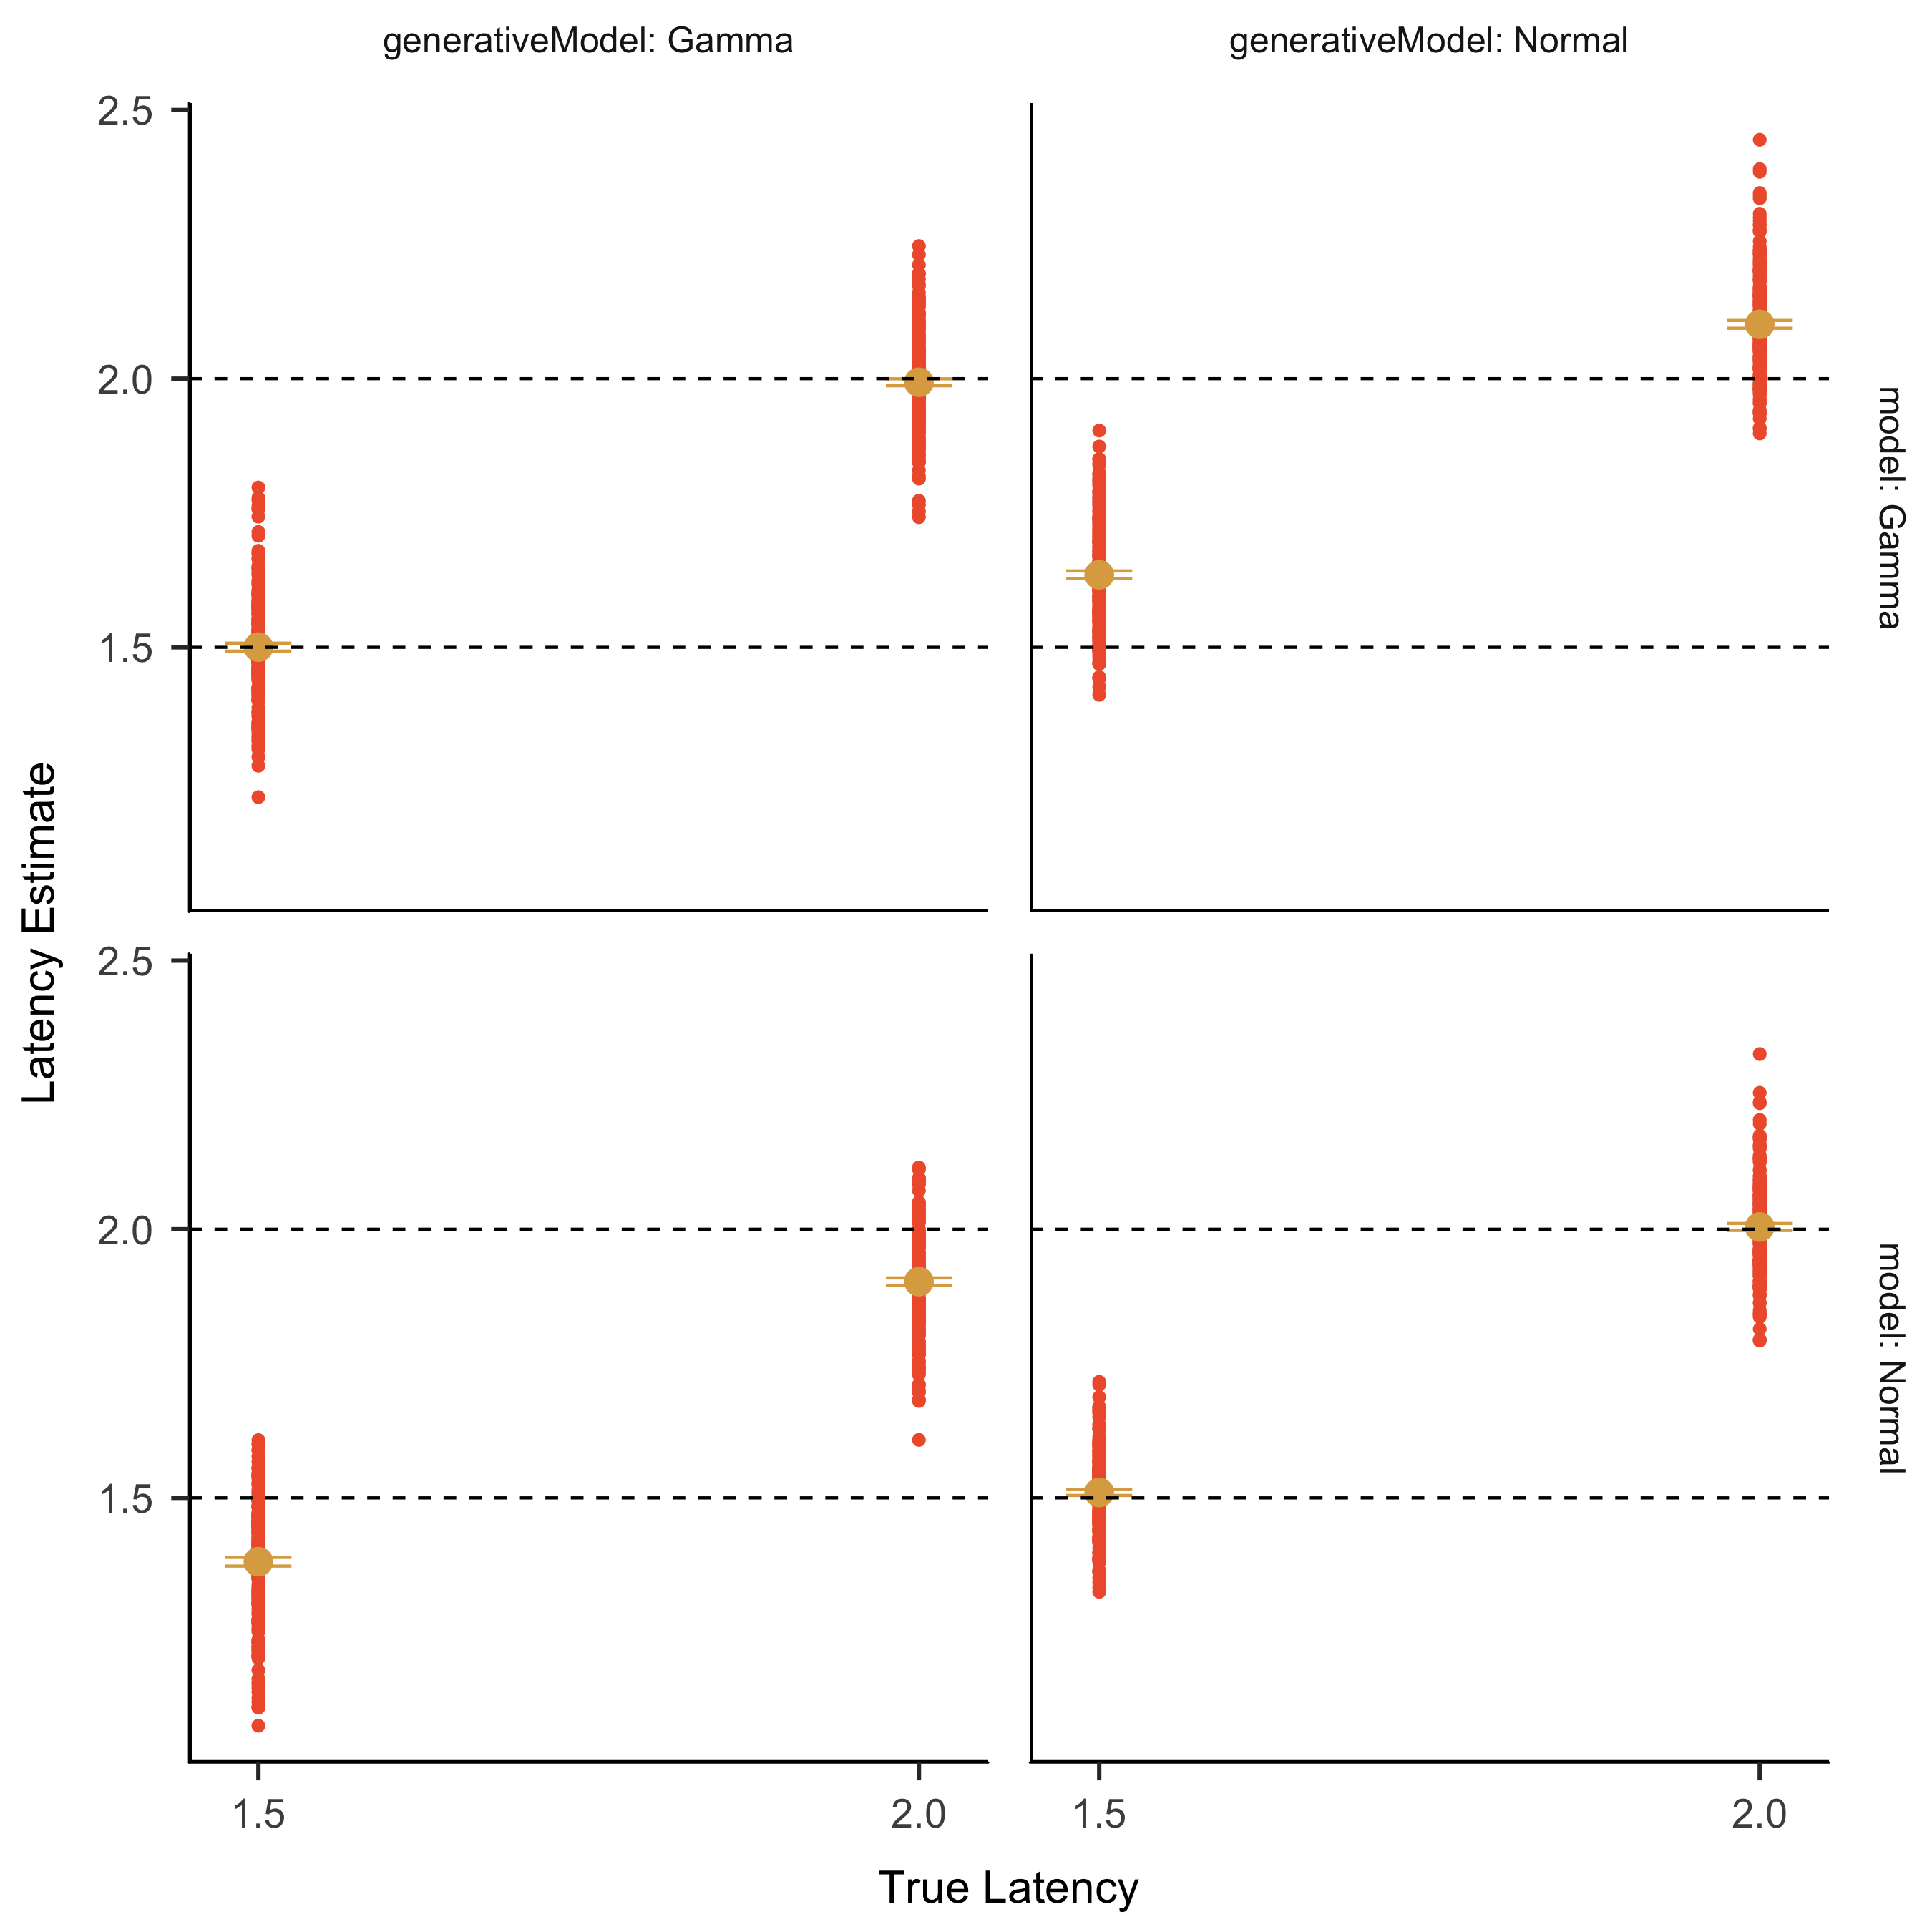 generativeModel: Gamma
generativeModel: Normal
2.5
2.0
1.5
model: Gamma
Latency Estimate
2.5
2.0
1.5
model: Normal
1.5
2.0
1.5
2.0
True Latency